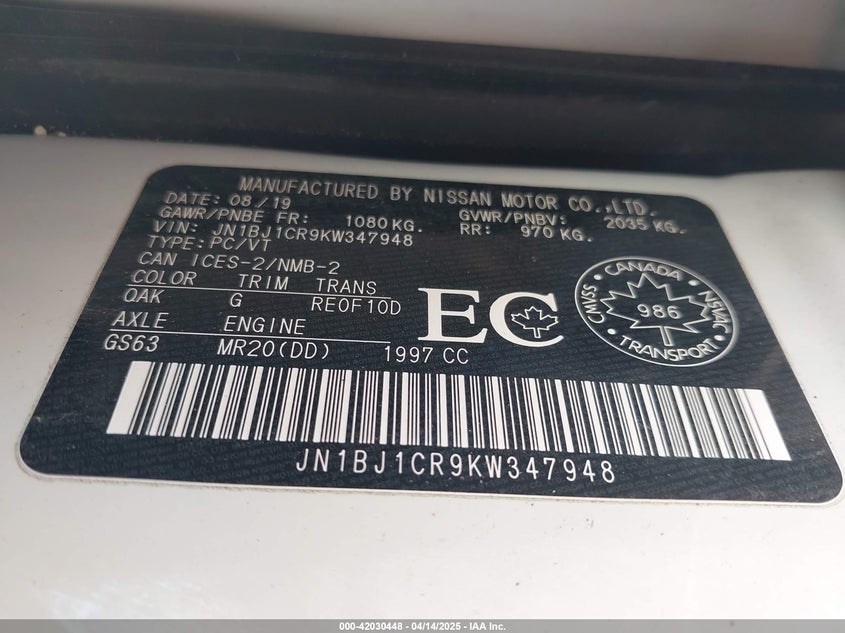 MANUFACTURED BY NISSAN MOTOR CO.,LTD.
DATE: 08/19
GAWR/PNBE FR: 1080 KG. GVWR/PNBV: 2035 KG.
VIN: JN1BJ1CR9KW347948 RR: 970 KG.
TYPE: PC/VT
CAN ICES-2/NMB-2
COLOR TRIM TRANS
QAK G RE0F10D
AXLE ENGINE
GS63 MR20(DD) 1997 CC
EC
CANADA
CMVSS 986 NSVAC
TRANSPORT
JN1BJ1CR9KW347948
000-42030448 - 04/14/2025 - IAA Inc.